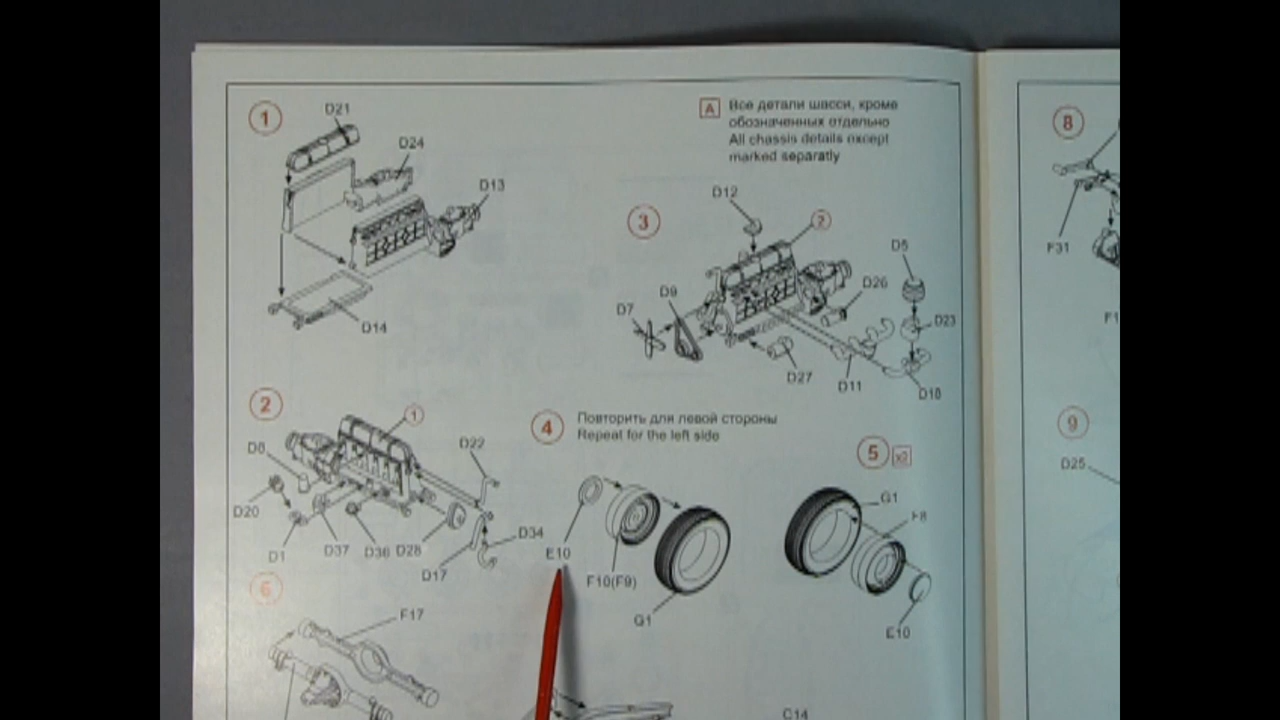 1
D21
D24
D13
D14
A
Все детали шасси, кроме
обозначенных отдельно
All chassis details except
marked separatly
3
D12
2
D5
D26
D9
D7
D23
D27
D11
D18
2
1
D22
D8
D20
D1
D37
D36
D28
D17
D34
4
Повторить для левой стороны
Repeat for the left side
E10
F10(F9)
G1
5
x2
G1
F8
E10
6
F17
C14
8
F31
F1
9
D25